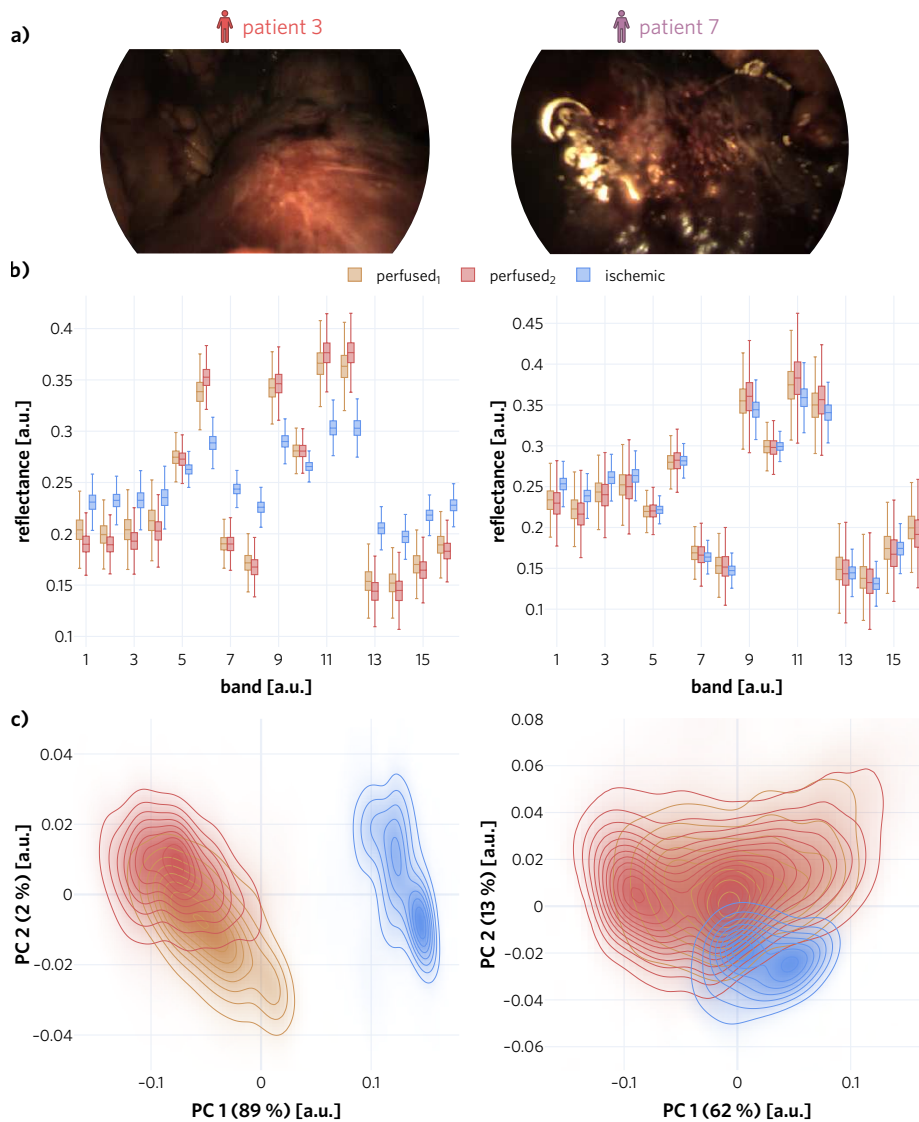 a)
patient 3
patient 7
b)
perfused₁ perfused₂ ischemic
0.4
0.35
0.3
0.25
0.2
0.15
0.1
reflectance [a.u.]
1 3 5 7 9 11 13 15
band [a.u.]
0.45
0.4
0.35
0.3
0.25
0.2
0.15
0.1
reflectance [a.u.]
1 3 5 7 9 11 13 15
band [a.u.]
c)
0.04
0.02
0
−0.02
−0.04
PC 2 (2 %) [a.u.]
−0.1 0 0.1
PC 1 (89 %) [a.u.]
0.08
0.06
0.04
0.02
0
−0.02
−0.04
−0.06
PC 2 (13 %) [a.u.]
−0.1 0 0.1
PC 1 (62 %) [a.u.]